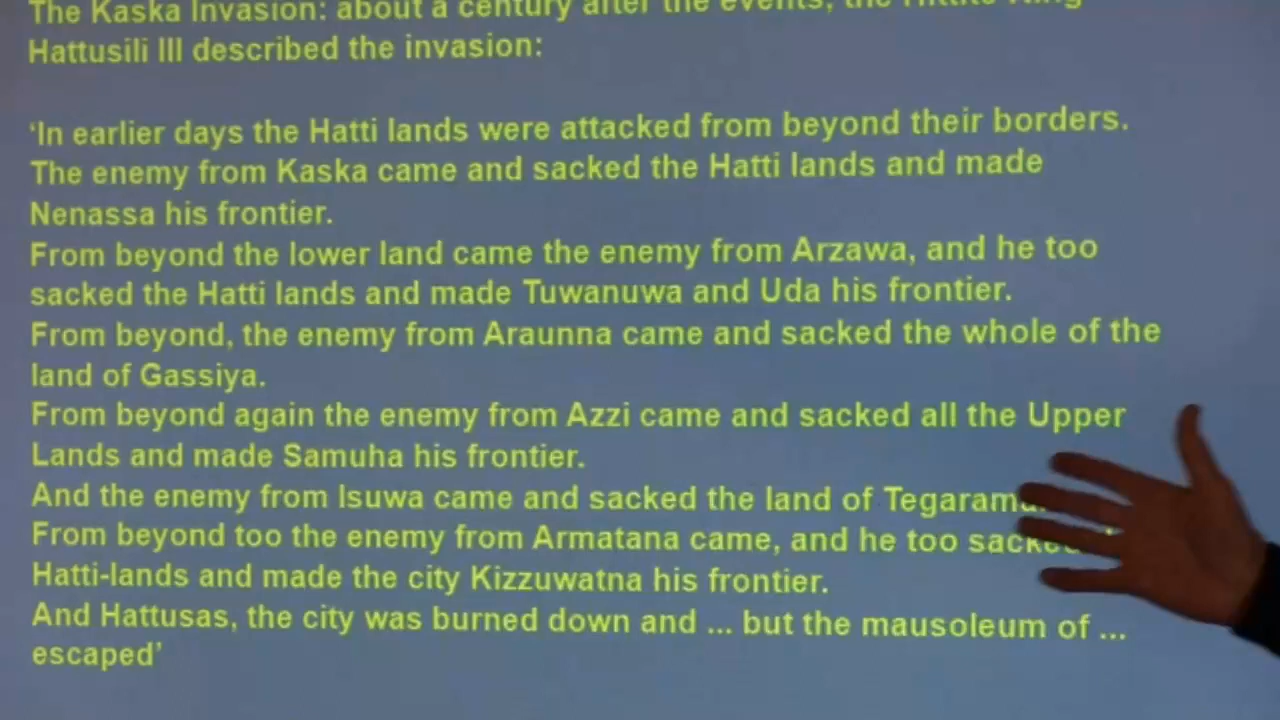 The Kaska Invasion: about a century after the events, the Hittite King
Hattusili III described the invasion:
‘In earlier days the Hatti lands were attacked from beyond their borders.
The enemy from Kaska came and sacked the Hatti lands and made
Nenassa his frontier.
From beyond the lower land came the enemy from Arzawa, and he too
sacked the Hatti lands and made Tuwanuwa and Uda his frontier.
From beyond, the enemy from Araunna came and sacked the whole of the
land of Gassiya.
From beyond again the enemy from Azzi came and sacked all the Upper
Lands and made Samuha his frontier.
And the enemy from Isuwa came and sacked the land of
From beyond too the enemy from Armatana came, and he too sacked
Hatti-lands and made the city Kizzuwatna his frontier.
And Hattusas, the city was burned down and ... but the mausoleum of ...
escaped’